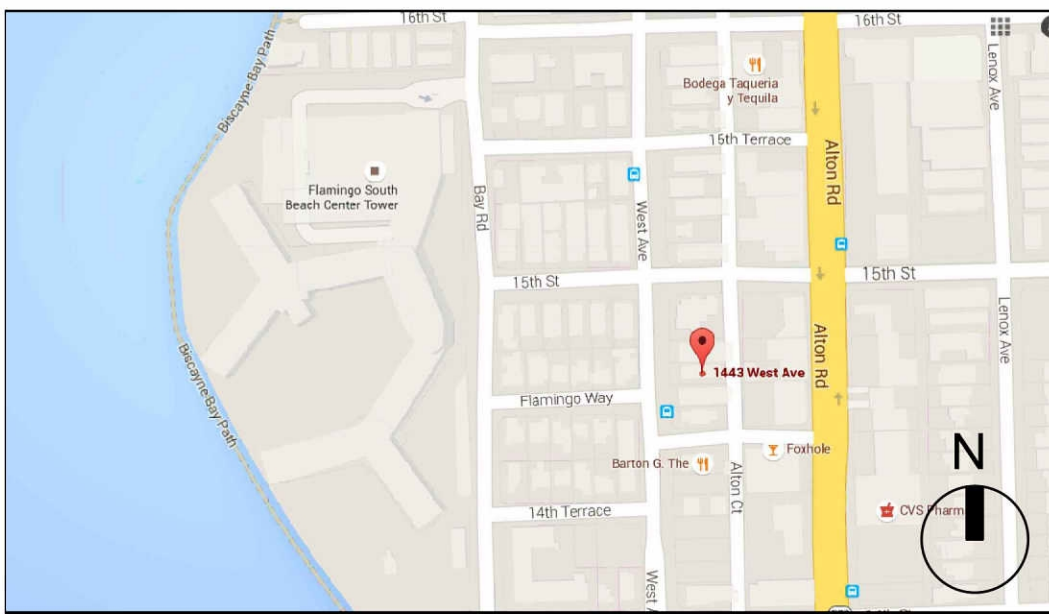 16th St
16th St
Biscayne Bay Path
Lenox Ave
Bodega Taqueria
y Tequila
15th Terrace
Alton Rd
Flamingo South
Beach Center Tower
Bay Rd
West Ave
15th St
15th St
Lenox Ave
Alton Rd
1443 West Ave
Biscayne Bay Path
Flamingo Way
Foxhole
Barton G. The
Alton Ct
N
14th Terrace
CVS Pharm
West A